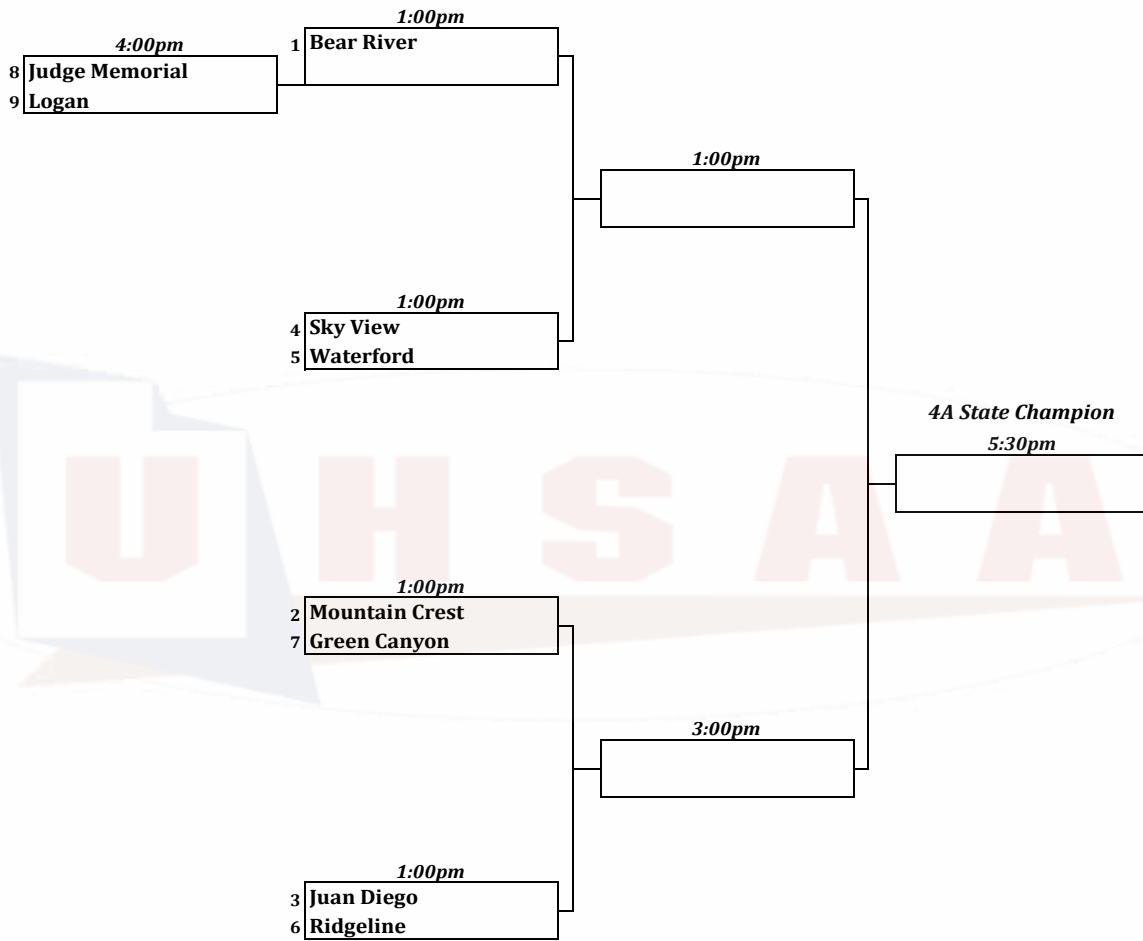 1:00pm
4:00pm
1 Bear River
8 Judge Memorial
9 Logan
1:00pm
1:00pm
4 Sky View
5 Waterford
4A State Champion
5:30pm
UHSAA
1:00pm
2 Mountain Crest
7 Green Canyon
3:00pm
1:00pm
3 Juan Diego
6 Ridgeline